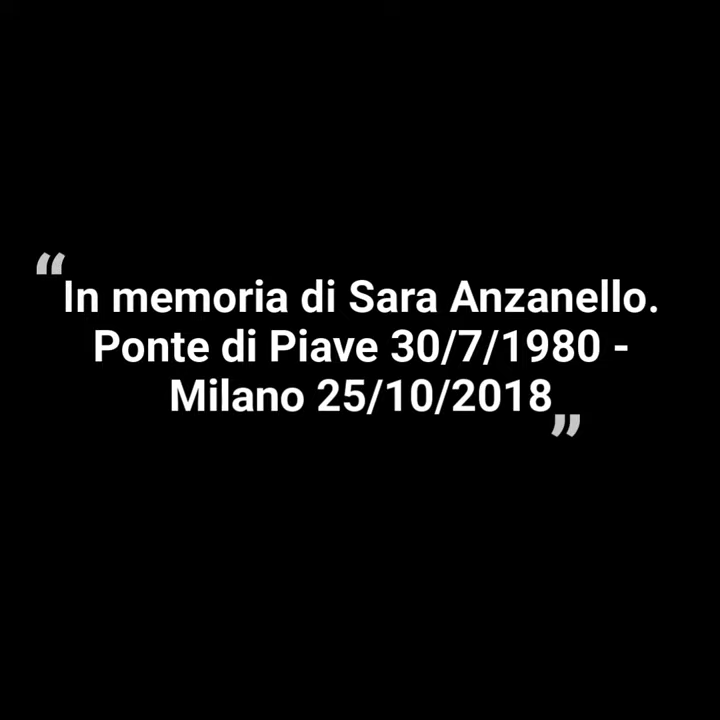 “In memoria di Sara Anzanello.
Ponte di Piave 30/7/1980 -
Milano 25/10/2018”